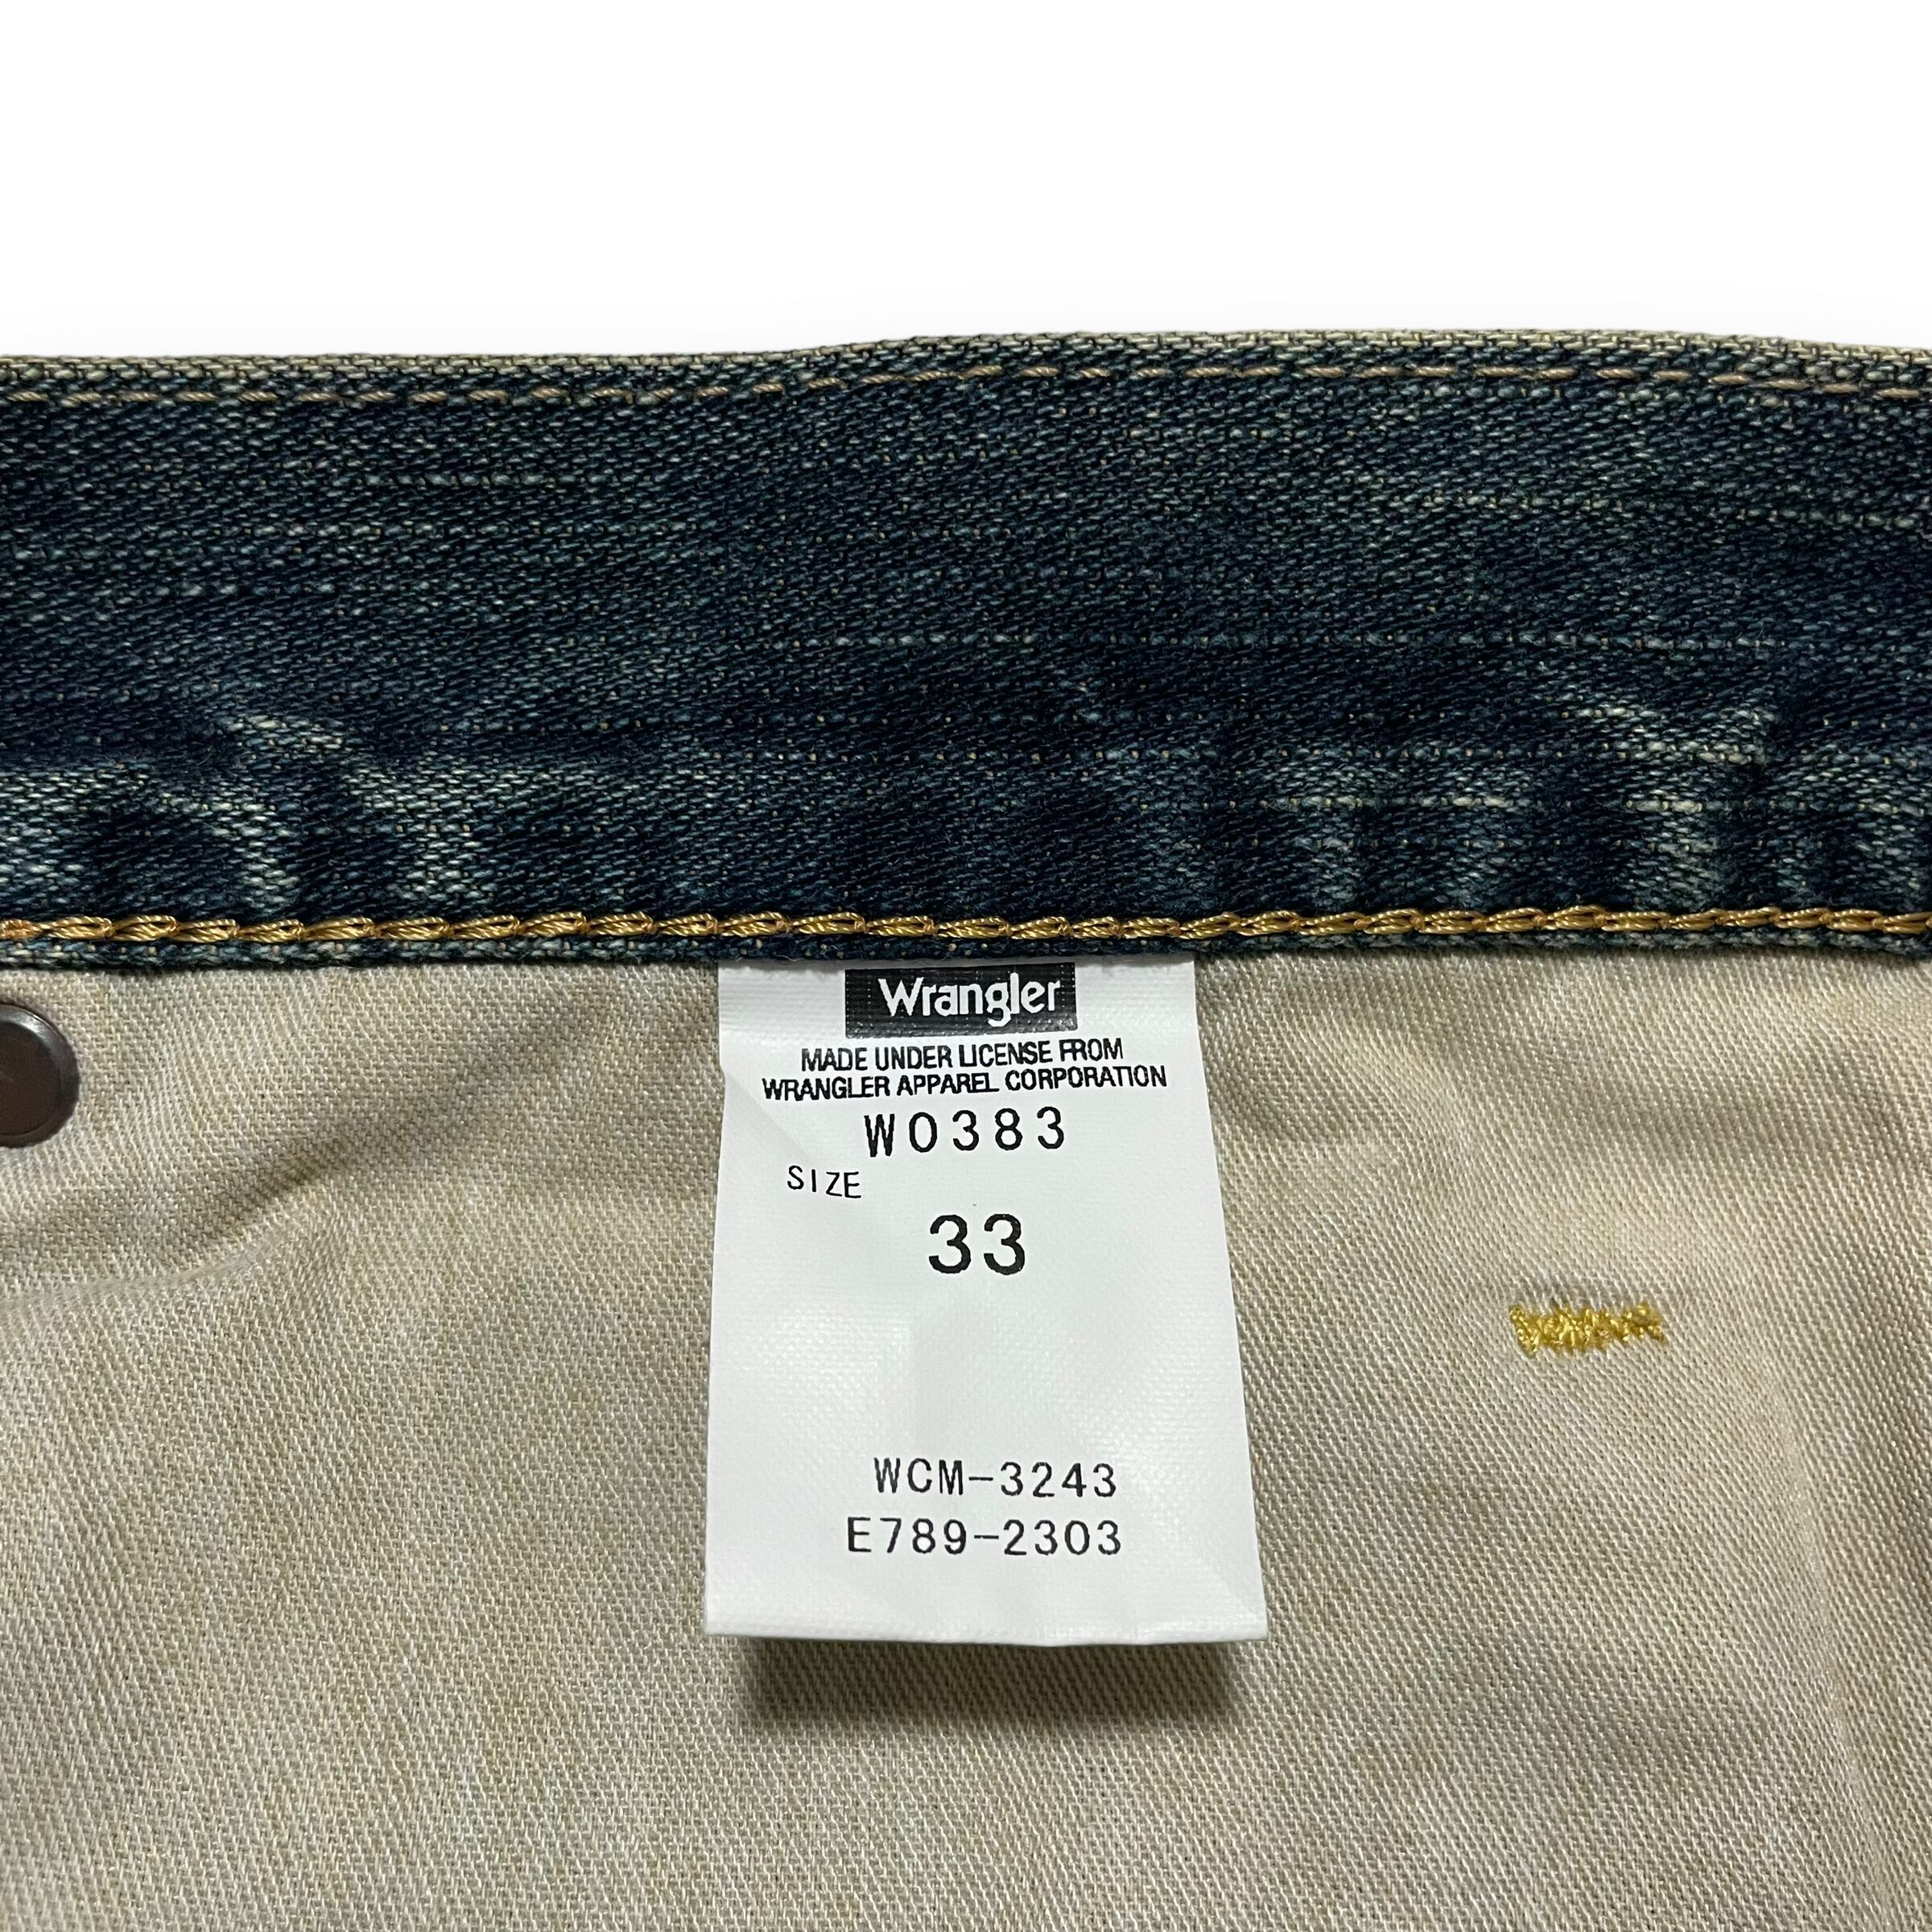 Wrangler
MADE UNDER LICENSE FROM
WRANGLER APPAREL CORPORATION
W0383
SIZE
33
WCM-3243
E789-2303